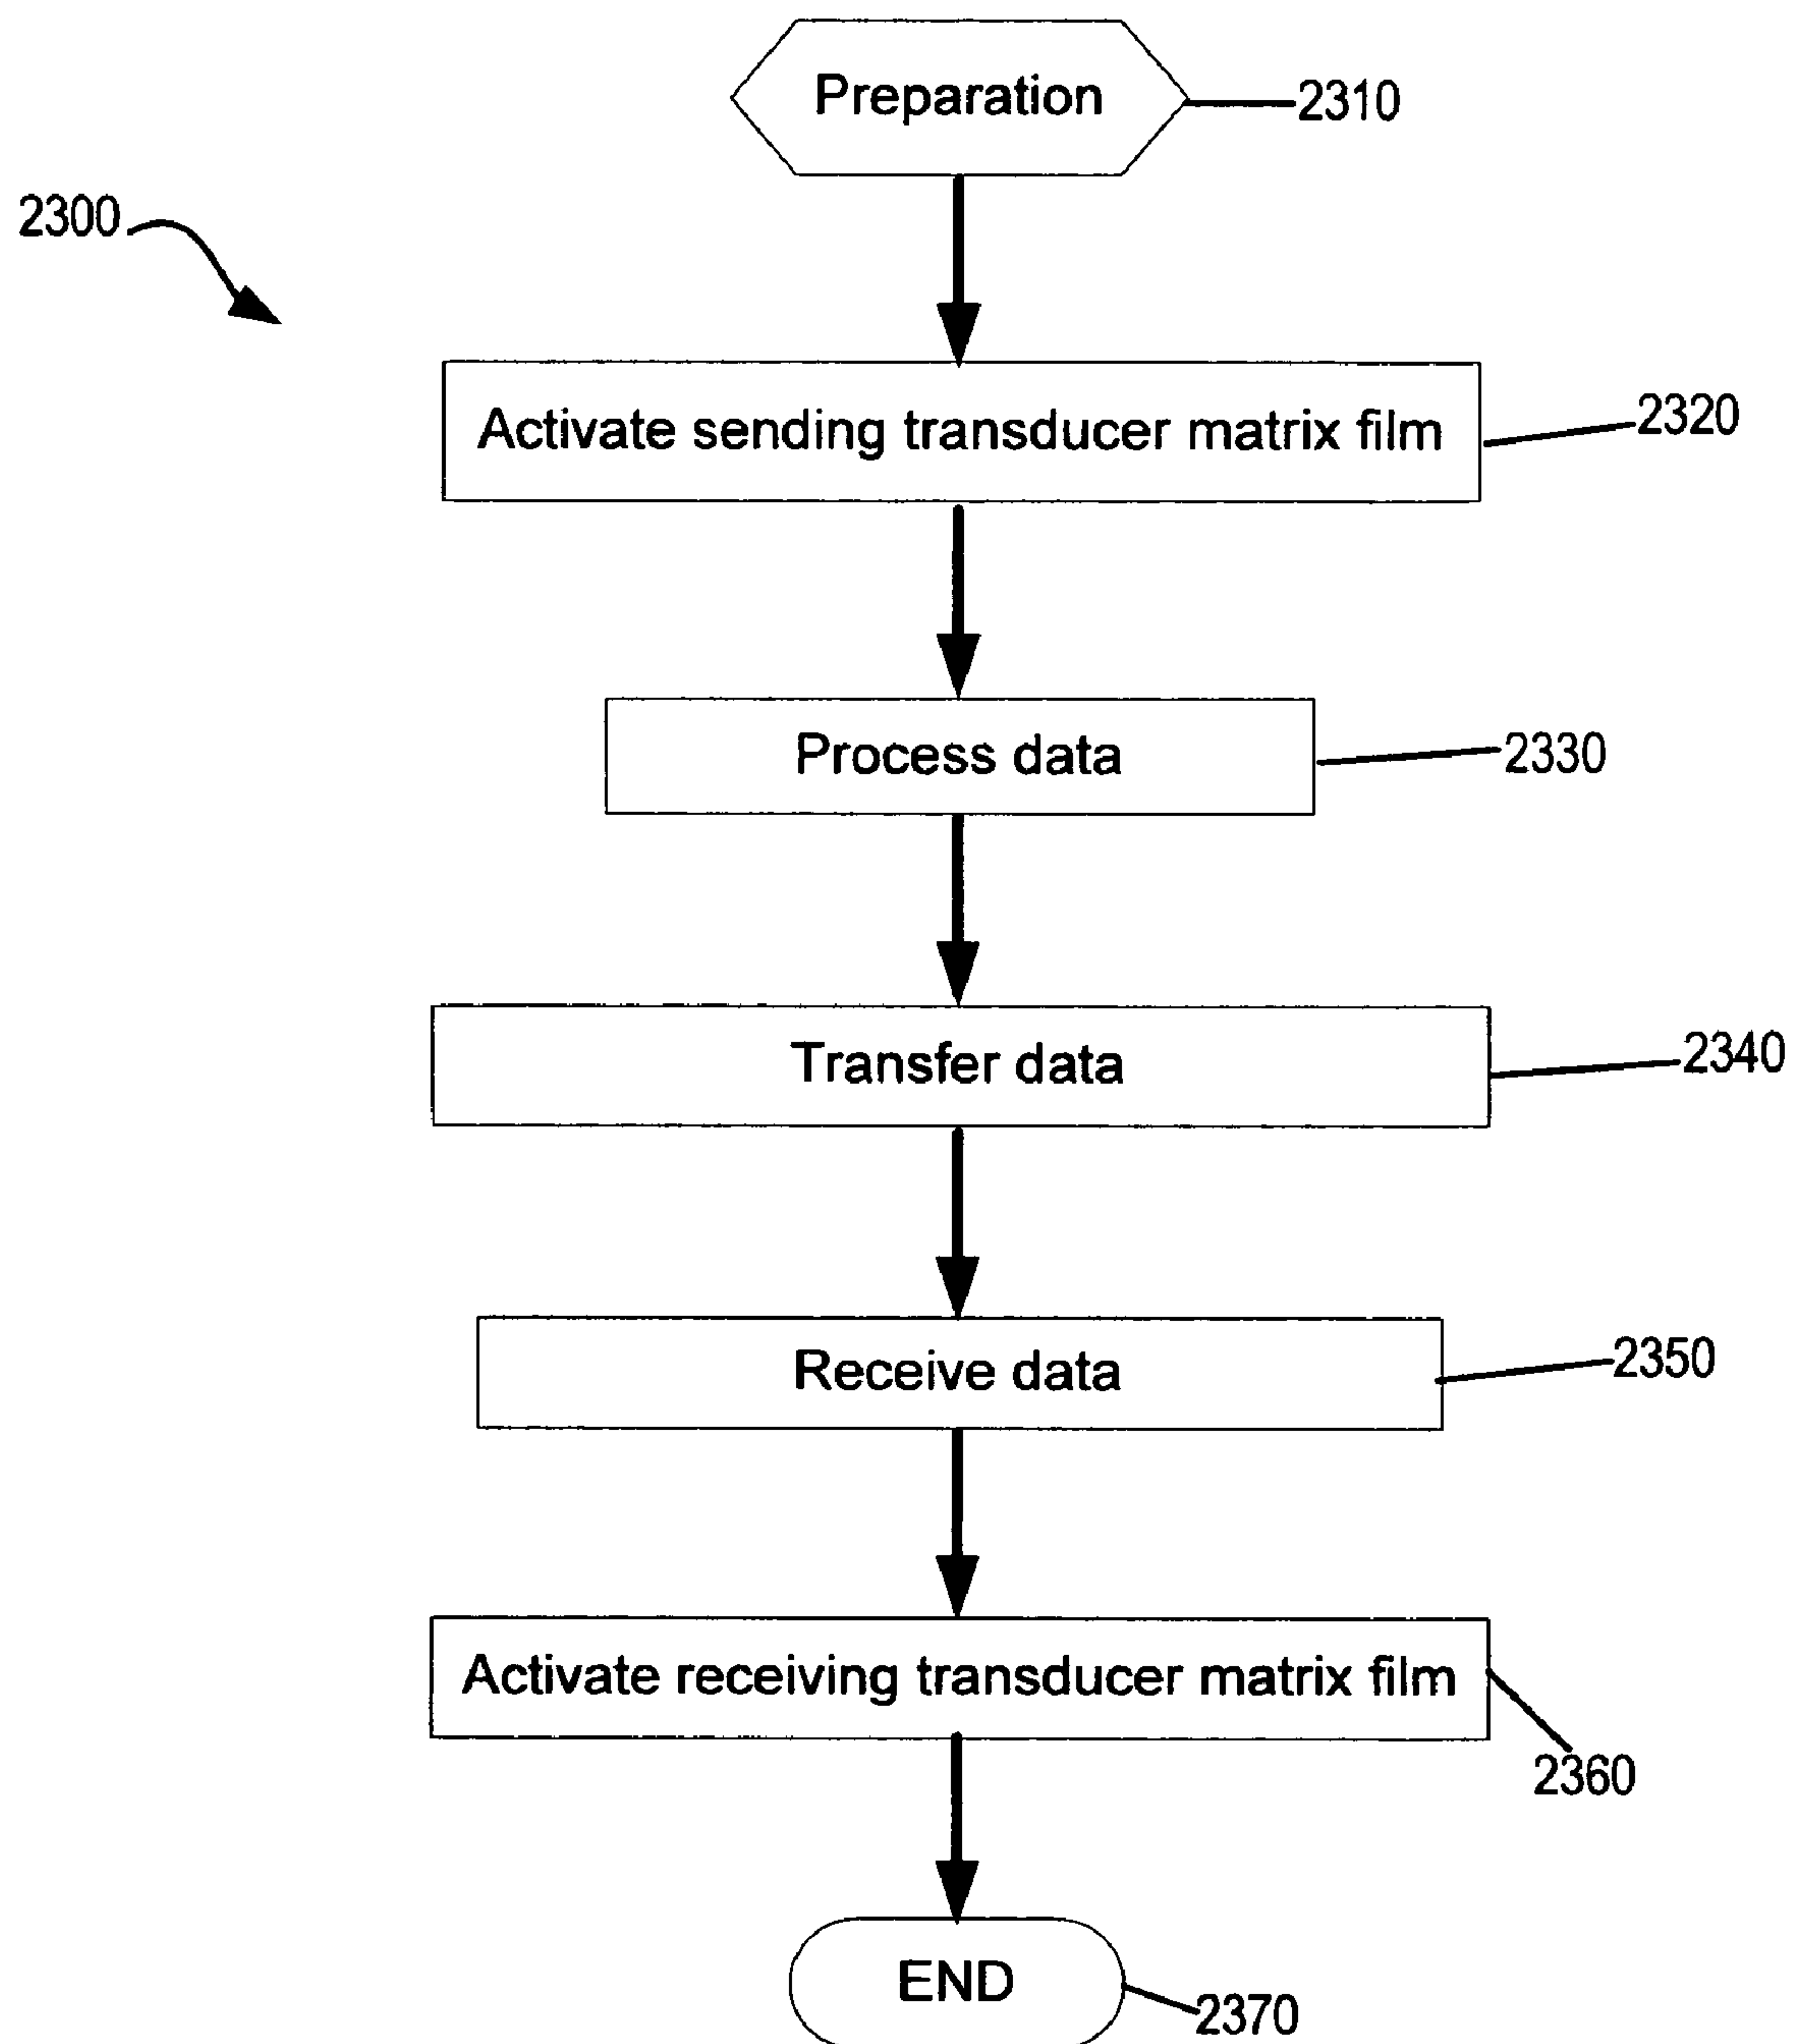 Preparation
2310
2300
Activate sending transducer matrix film
2320
Process data
2330
Transfer data
2340
Receive data
2350
Activate receiving transducer matrix film
2360
END
2370